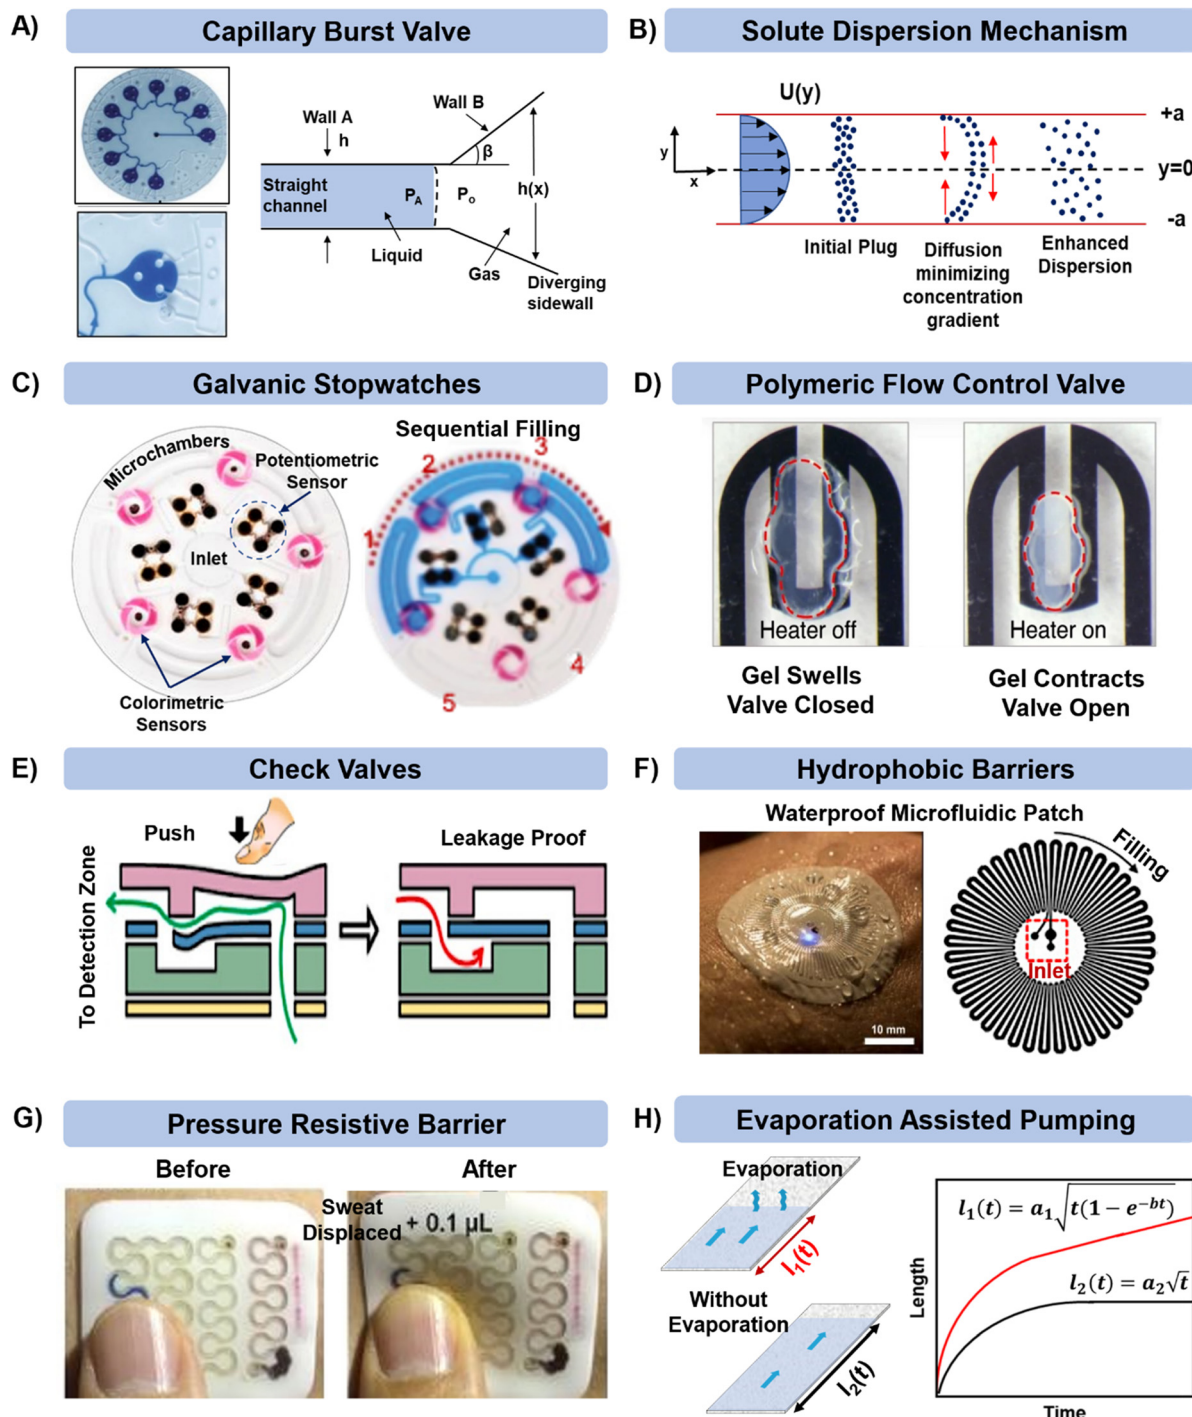 A)
Capillary Burst Valve
Wall A
h
Wall B
β
Straight
channel
P_A
P_o
h(x)
Liquid
Gas
Diverging
sidewall
B)
Solute Dispersion Mechanism
U(y)
+a
y
x
y=0
-a
Initial Plug
Diffusion
minimizing
concentration
gradient
Enhanced
Dispersion
C)
Galvanic Stopwatches
Microchambers
Potentiometric
Sensor
Inlet
Colorimetric
Sensors
Sequential Filling
1
2
3
4
5
D)
Polymeric Flow Control Valve
Heater off
Heater on
Gel Swells
Valve Closed
Gel Contracts
Valve Open
E)
Check Valves
Push
Leakage Proof
To Detection Zone
F)
Hydrophobic Barriers
Waterproof Microfluidic Patch
10 mm
Filling
Inlet
G)
Pressure Resistive Barrier
Before
After
Sweat
Displaced
+ 0.1 µL
H)
Evaporation Assisted Pumping
Evaporation
l₁(t)
Without
Evaporation
l₂(t)
Length
l₁(t) = a₁√t(1 − e^−bt)
l₂(t) = a₂√t
Time